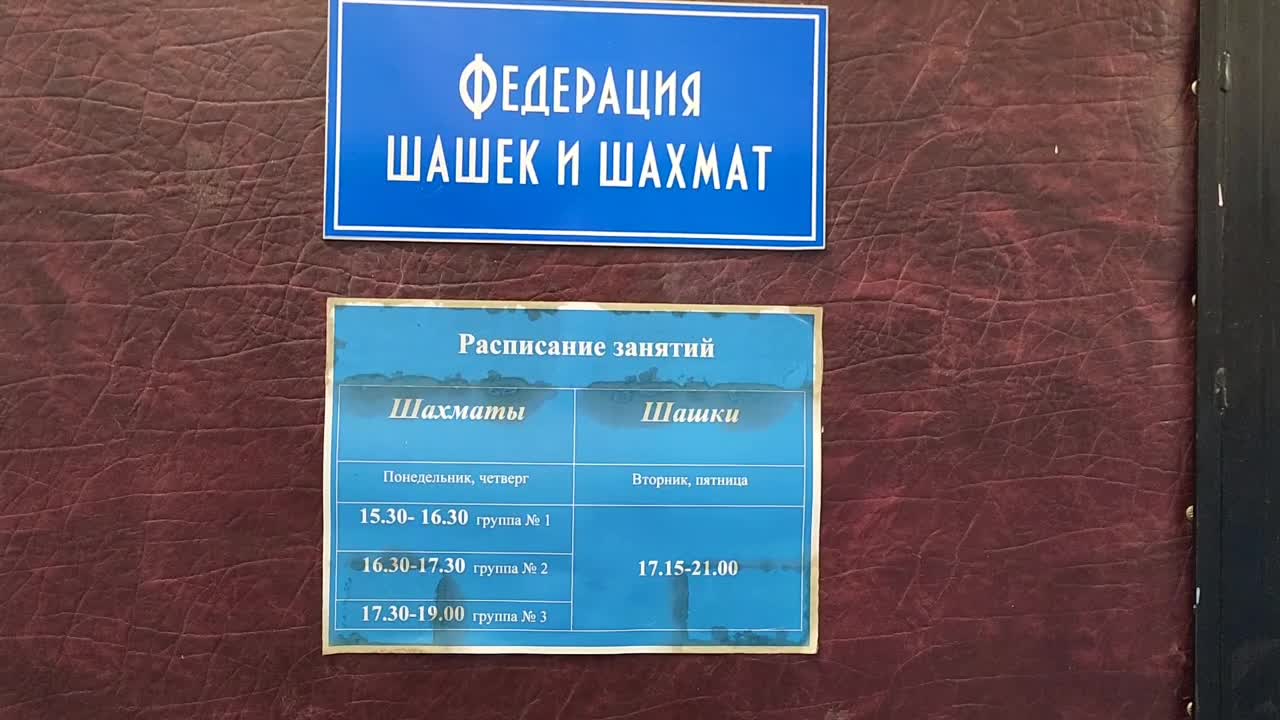 ФЕДЕРАЦИЯ
ШАШЕК И ШАХМАТ
Расписание занятий
Шахматы
Шашки
Понедельник, четверг
Вторник, пятница
15.30- 16.30 группа № 1
16.30-17.30 группа № 2
17.30-19.00 группа № 3
17.15-21.00